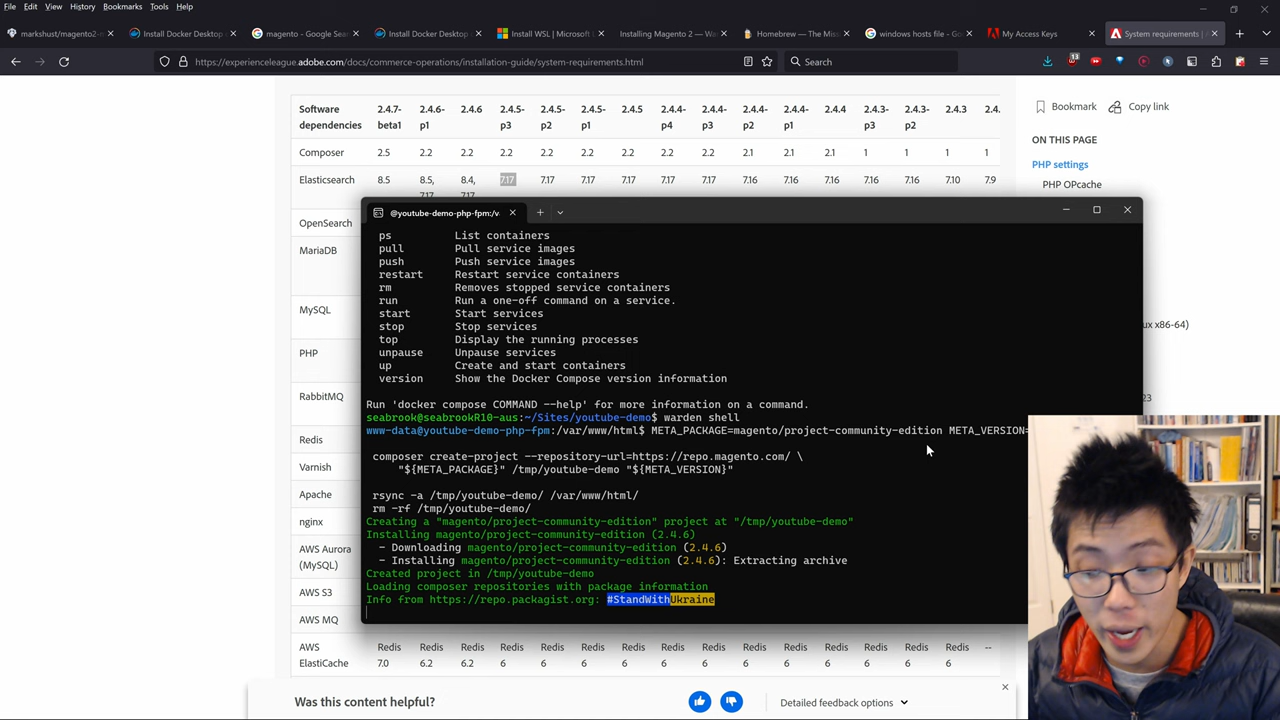 File Edit View History Bookmarks Tools Help
markshust/magento2-m
Install Docker Desktop
magento - Google Sea
Install Docker Desktop
Install WSL | Microsoft
Installing Magento 2 — Wa
Homebrew — The Mis
windows hosts file - Go
My Access Keys
System requirements | A
https://experienceleague.adobe.com/docs/commerce-operations/installation-guide/system-requirements.html
Search
13
Software dependencies 2.4.7-beta1 2.4.6-p1 2.4.6 2.4.5-p3 2.4.5-p2 2.4.5-p1 2.4.5 2.4.4-p4 2.4.4-p3 2.4.4-p2 2.4.4-p1 2.4.4 2.4.3-p3 2.4.3-p2 2.4.3 2.4.
Composer 2.5 2.2 2.2 2.2 2.2 2.2 2.2 2.2 2.2 2.1 2.1 2.1 1 1 1 1
Elasticsearch 8.5 8.5, 7.17 8.4, 7.17 7.17 7.17 7.17 7.17 7.17 7.17 7.16 7.16 7.16 7.16 7.16 7.10 7.9
OpenSearch
MariaDB
MySQL
PHP
RabbitMQ
Redis
Varnish
Apache
nginx
AWS Aurora (MySQL)
AWS S3
AWS MQ
AWS ElastiCache Redis 7.0 Redis 6.2 Redis 6.2 Redis 6 Redis 6 Redis 6 Redis 6 Redis 6 Redis 6 Redis 6 Redis 6 Redis 6 Redis 6 Redis 6 Redis 6 --
Bookmark Copy link
ON THIS PAGE
PHP settings
PHP OPcache
ux x86-64)
23
@youtube-demo-php-fpm:/v
ps List containers
pull Pull service images
push Push service images
restart Restart service containers
rm Removes stopped service containers
run Run a one-off command on a service.
start Start services
stop Stop services
top Display the running processes
unpause Unpause services
up Create and start containers
version Show the Docker Compose version information
Run 'docker compose COMMAND --help' for more information on a command.
seabrook@seabrookR10-aus:~/Sites/youtube-demo$ warden shell
www-data@youtube-demo-php-fpm:/var/www/html$ META_PACKAGE=magento/project-community-edition META_VERSION=
composer create-project --repository-url=https://repo.magento.com/ \
"${META_PACKAGE}" /tmp/youtube-demo "${META_VERSION}"
rsync -a /tmp/youtube-demo/ /var/www/html/
rm -rf /tmp/youtube-demo/
Creating a "magento/project-community-edition" project at "/tmp/youtube-demo"
Installing magento/project-community-edition (2.4.6)
- Downloading magento/project-community-edition (2.4.6)
- Installing magento/project-community-edition (2.4.6): Extracting archive
Created project in /tmp/youtube-demo
Loading composer repositories with package information
Info from https://repo.packagist.org: #StandWithUkraine
Was this content helpful?
Detailed feedback options